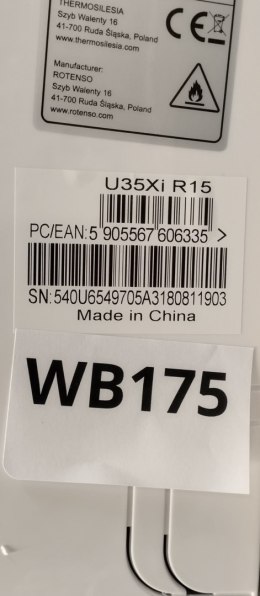 THERMOSILESIA
Szyb Walenty 16
41-700 Ruda Śląska, Poland
www.thermosilesia.com
CE
Manufacturer:
ROTENSO
Szyb Walenty 16
41-700 Ruda Śląska, Poland
www.rotenso.com
U35Xi R15
PC/EAN: 5 905567 606335 >
SN: 540U6549705A3180811903
Made in China
WB175